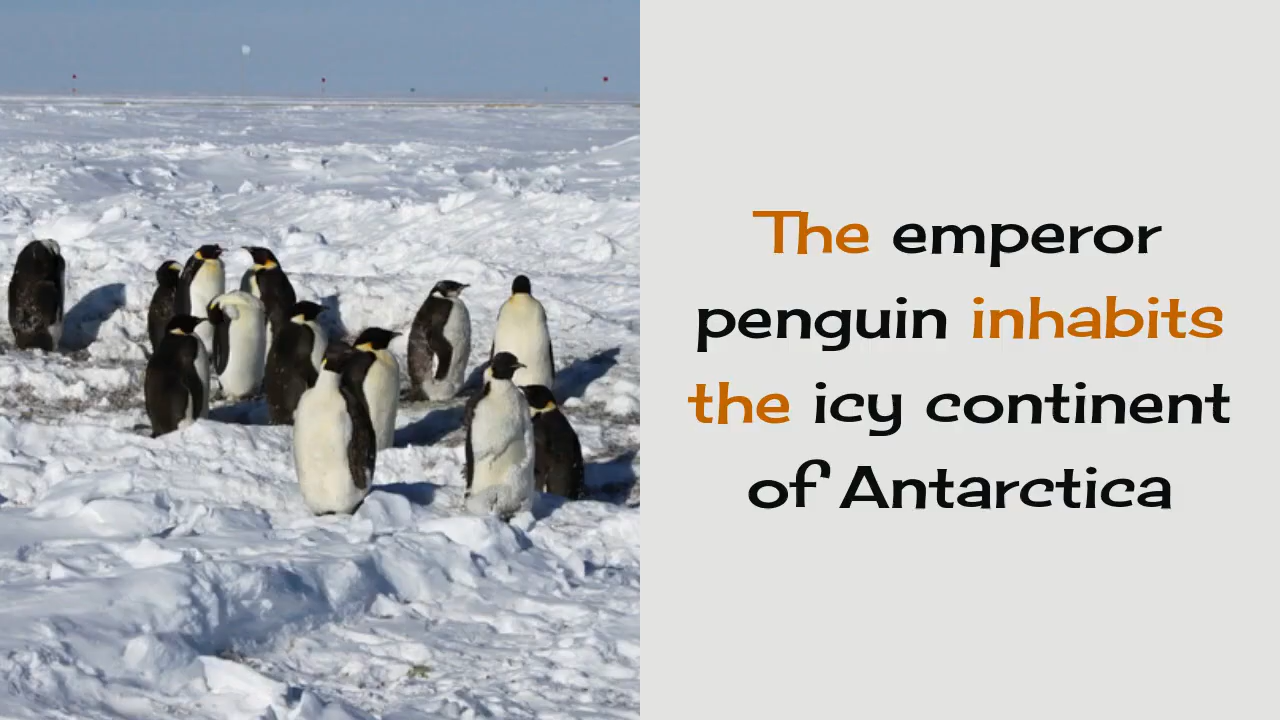 The emperor
penguin inhabits
the icy continent
of Antarctica